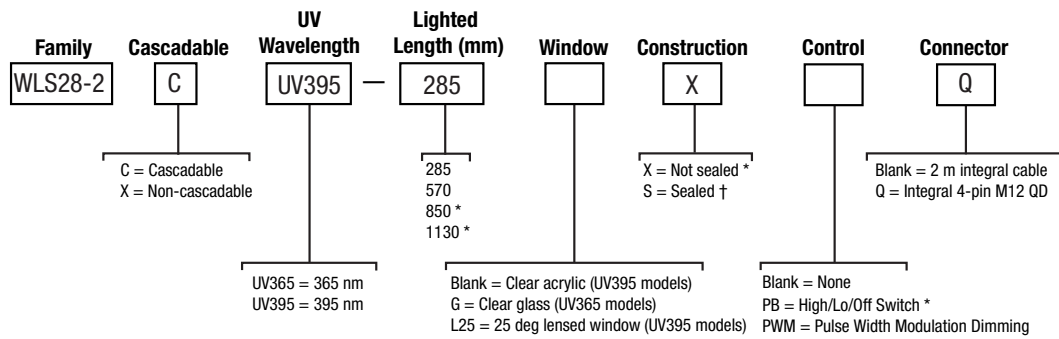 Family
Cascadable
UV
Wavelength
Lighted
Length (mm)
Window
Construction
Control
Connector
WLS28-2
C
UV395
—
285
X
Q
C = Cascadable
X = Non-cascadable
285
570
850 *
1130 *
X = Not sealed *
S = Sealed †
Blank = 2 m integral cable
Q = Integral 4-pin M12 QD
UV365 = 365 nm
UV395 = 395 nm
Blank = Clear acrylic (UV395 models)
G = Clear glass (UV365 models)
L25 = 25 deg lensed window (UV395 models)
Blank = None
PB = High/Lo/Off Switch *
PWM = Pulse Width Modulation Dimming